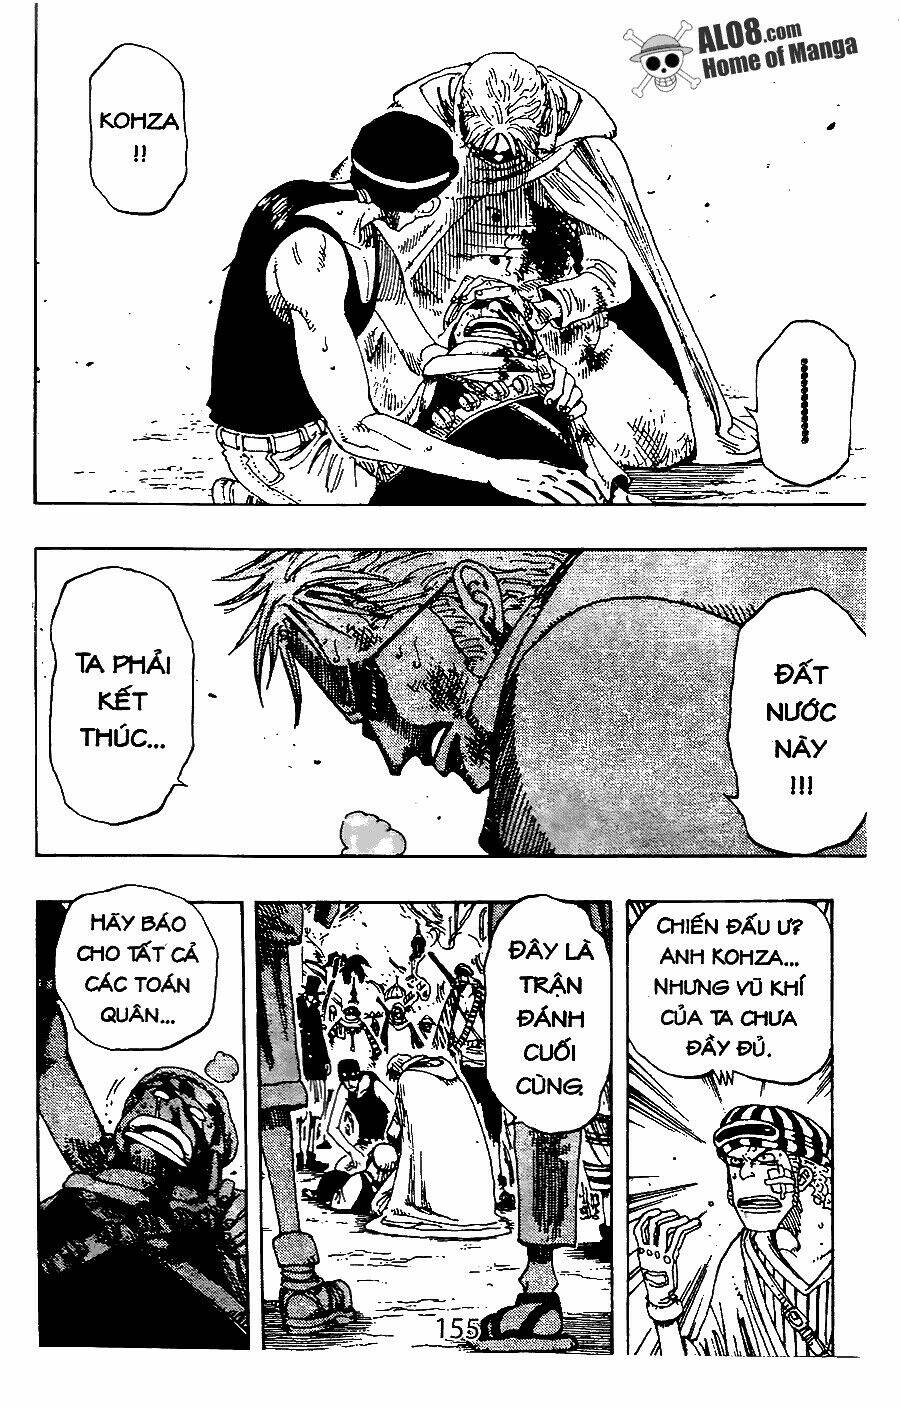 AL08.com
Home of Manga
KOHZA
!!
............
ĐẤT
NƯỚC
NÀY
!!!
TA PHẢI
KẾT
THÚC...
CHIẾN ĐẤU Ư?
ANH KOHZA...
NHƯNG VŨ KHÍ
CỦA TA CHƯA
ĐẦY ĐỦ.
ĐÂY LÀ
TRẬN
ĐÁNH
CUỐI
CÙNG.
HÃY BÁO
CHO TẤT CẢ
CÁC TOÁN
QUÂN...
155